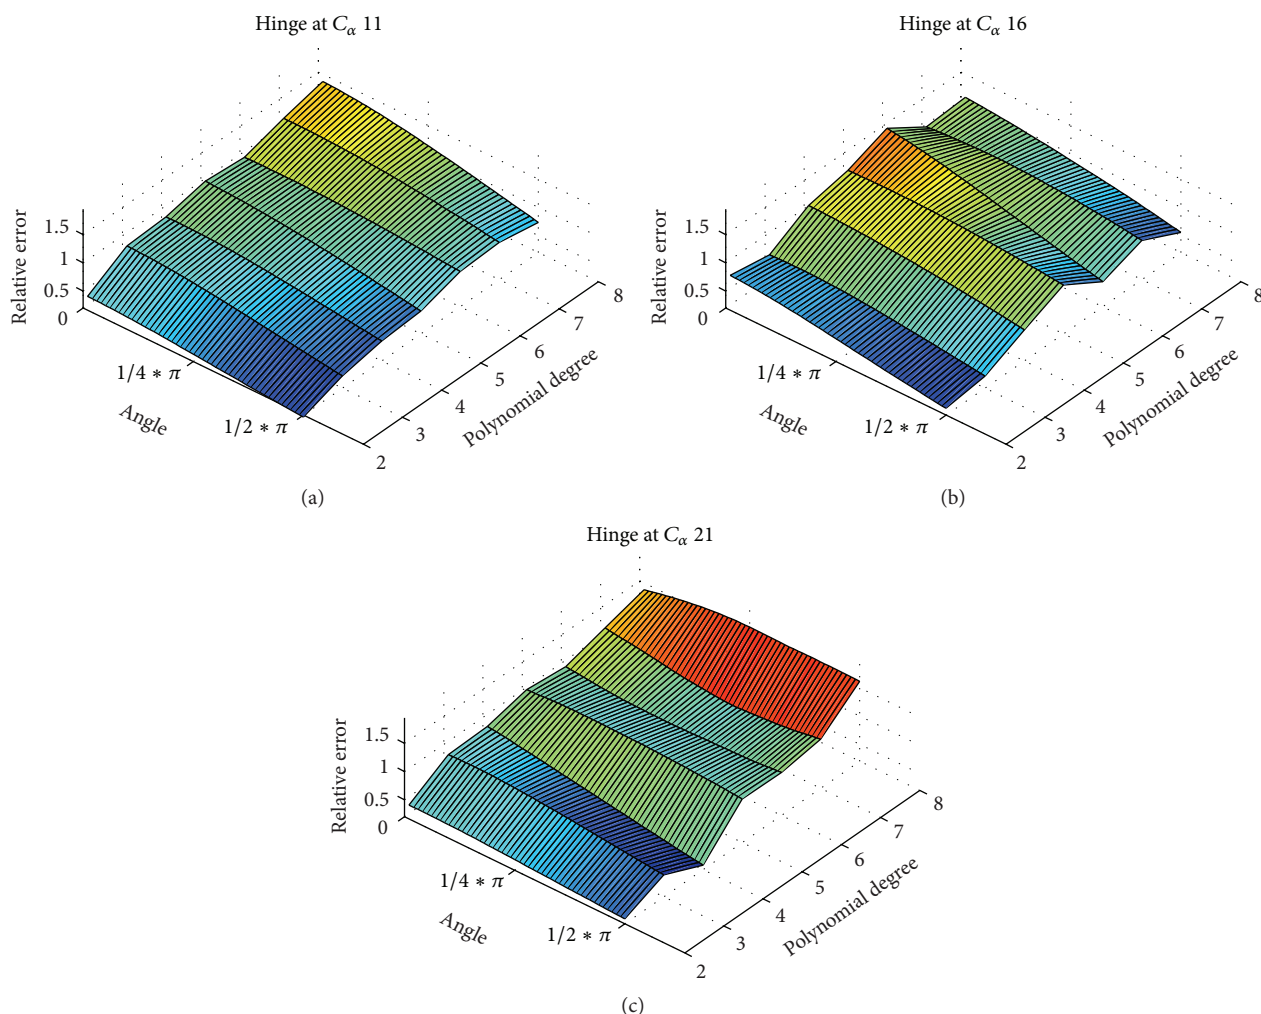 Hinge at Cα 11
Relative error
1.5
1
0.5
0
1/4 ∗ π
1/2 ∗ π
Angle
2
3
4
5
6
7
8
Polynomial degree
(a)
Hinge at Cα 16
Relative error
1.5
1
0.5
0
1/4 ∗ π
1/2 ∗ π
Angle
2
3
4
5
6
7
8
Polynomial degree
(b)
Hinge at Cα 21
Relative error
1.5
1
0.5
0
1/4 ∗ π
1/2 ∗ π
Angle
2
3
4
5
6
7
8
Polynomial degree
(c)